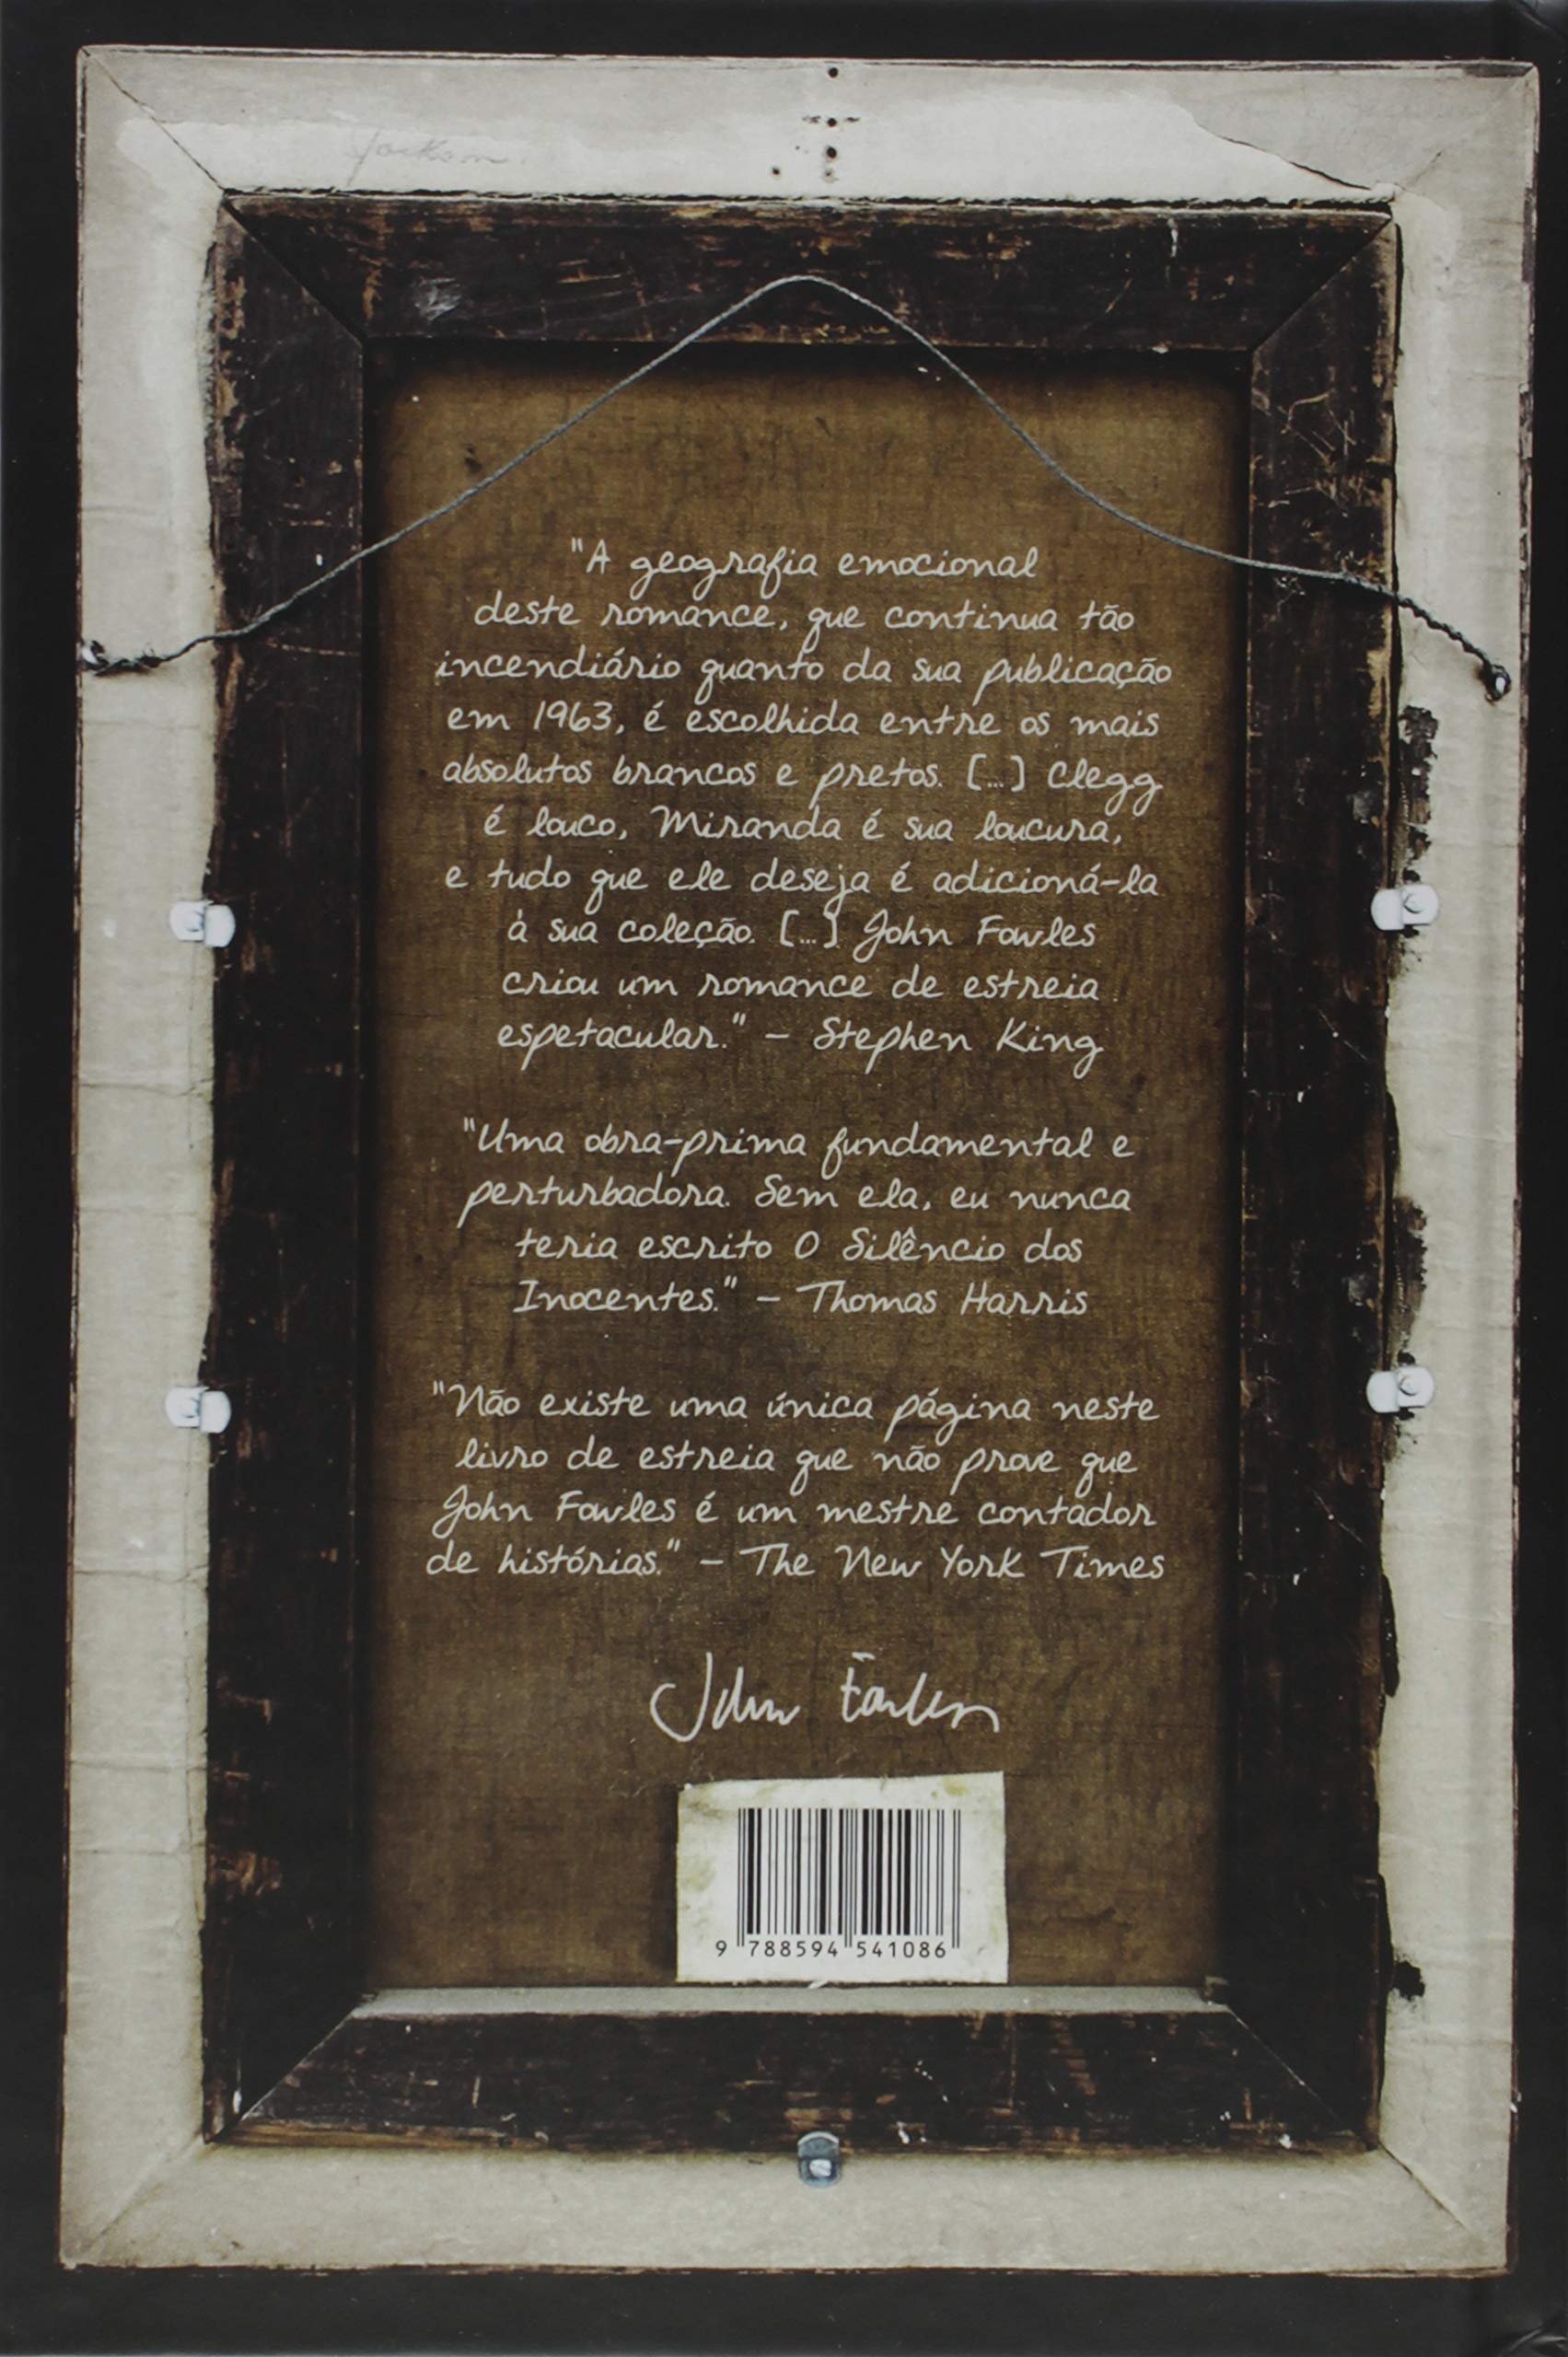 "A geografia emocional
deste romance, que continua tão
incendiário quanto da sua publicação
em 1963, é escolhida entre os mais
absolutos brancos e pretos. [...] Clegg
é louco, Miranda é sua loucura,
e tudo que ele deseja é adicioná-la
à sua coleção. [...] John Fowles
criou um romance de estreia
espetacular." – Stephen King
"Uma obra-prima fundamental e
perturbadora. Sem ela, eu nunca
teria escrito O Silêncio dos
Inocentes." – Thomas Harris
"Não existe uma única página neste
livro de estreia que não prove que
John Fowles é um mestre contador
de histórias." – The New York Times
John Fowles
9 788594 541086